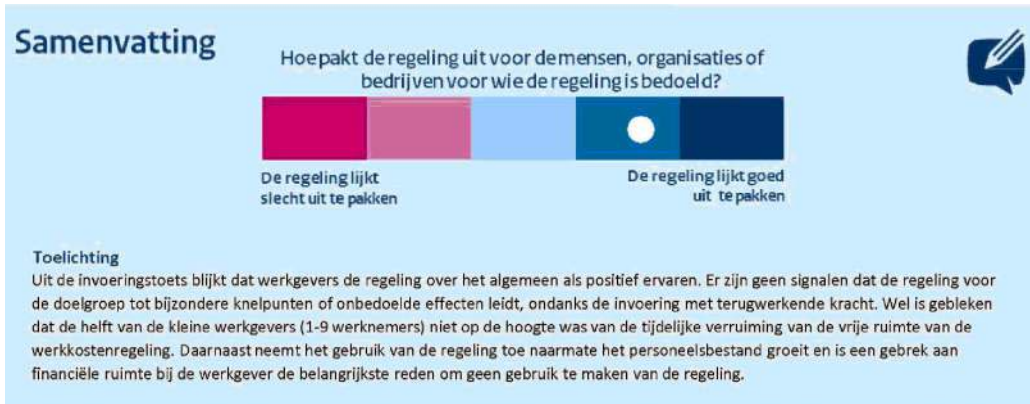 Samenvatting
Hoe pakt de regeling uit voor de mensen, organisaties of
bedrijven voor wie de regeling is bedoeld?
De regeling lijkt
slecht uit te pakken
De regeling lijkt goed
uit te pakken
Toelichting
Uit de invoeringstoets blijkt dat werkgevers de regeling over het algemeen als positief ervaren. Er zijn geen signalen dat de regeling voor
de doelgroep tot bijzondere knelpunten of onbedoelde effecten leidt, ondanks de invoering met terugwerkende kracht. Wel is gebleken
dat de helft van de kleine werkgevers (1-9 werknemers) niet op de hoogte was van de tijdelijke verruiming van de vrije ruimte van de
werkkostenregeling. Daarnaast neemt het gebruik van de regeling toe naarmate het personeelsbestand groeit en is een gebrek aan
financiële ruimte bij de werkgever de belangrijkste reden om geen gebruik te maken van de regeling.